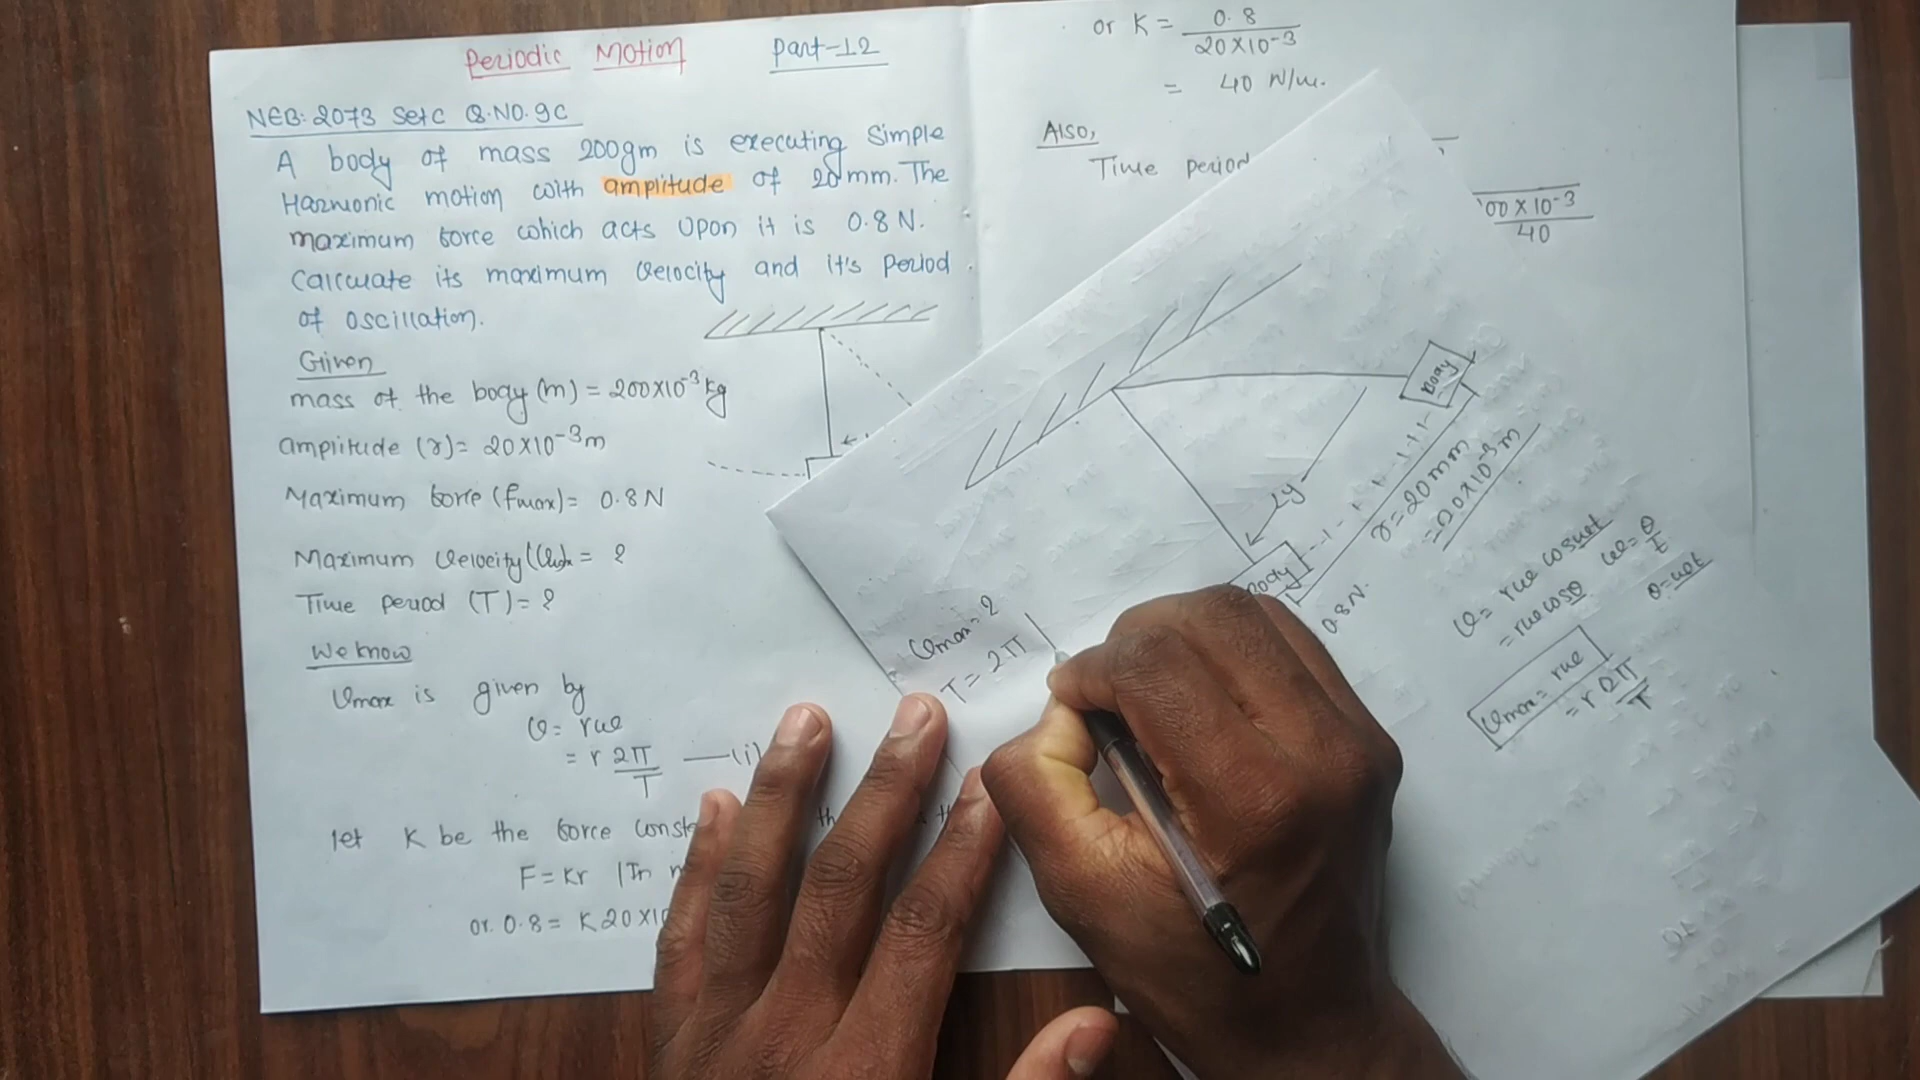 Periodic Motion Part-12
NEB: 2073 Set C Q.NO. 9C
A body of mass 200gm is executing Simple
Harmonic motion with amplitude of 20mm. The
maximum force which acts upon it is 0.8 N.
Calculate its maximum velocity and it's Period
of oscillation.
Given
mass of the body (m) = 200×10⁻³ kg
amplitude (r) = 20×10⁻³m
Maximum force (fmax) = 0.8 N
Maximum velocity = ?
Time period (T) = ?
We know
Vmax is given by
v = rω
= r 2π/T —(i)
let K be the force
F = Kr | In
or. 0.8 = K 20×10
or K = 0.8/20×10⁻³
= 40 N/m.
Also,
Time period
00×10⁻³/40
Body
Ly
r = 20mm
= 20×10⁻³m
Body
0.8 N.
Vmax = ?
T = 2π
v = rω cosωt
= rω cosθ
ω = θ/t
θ = ωt
Vmax = rω
= r 2π/T